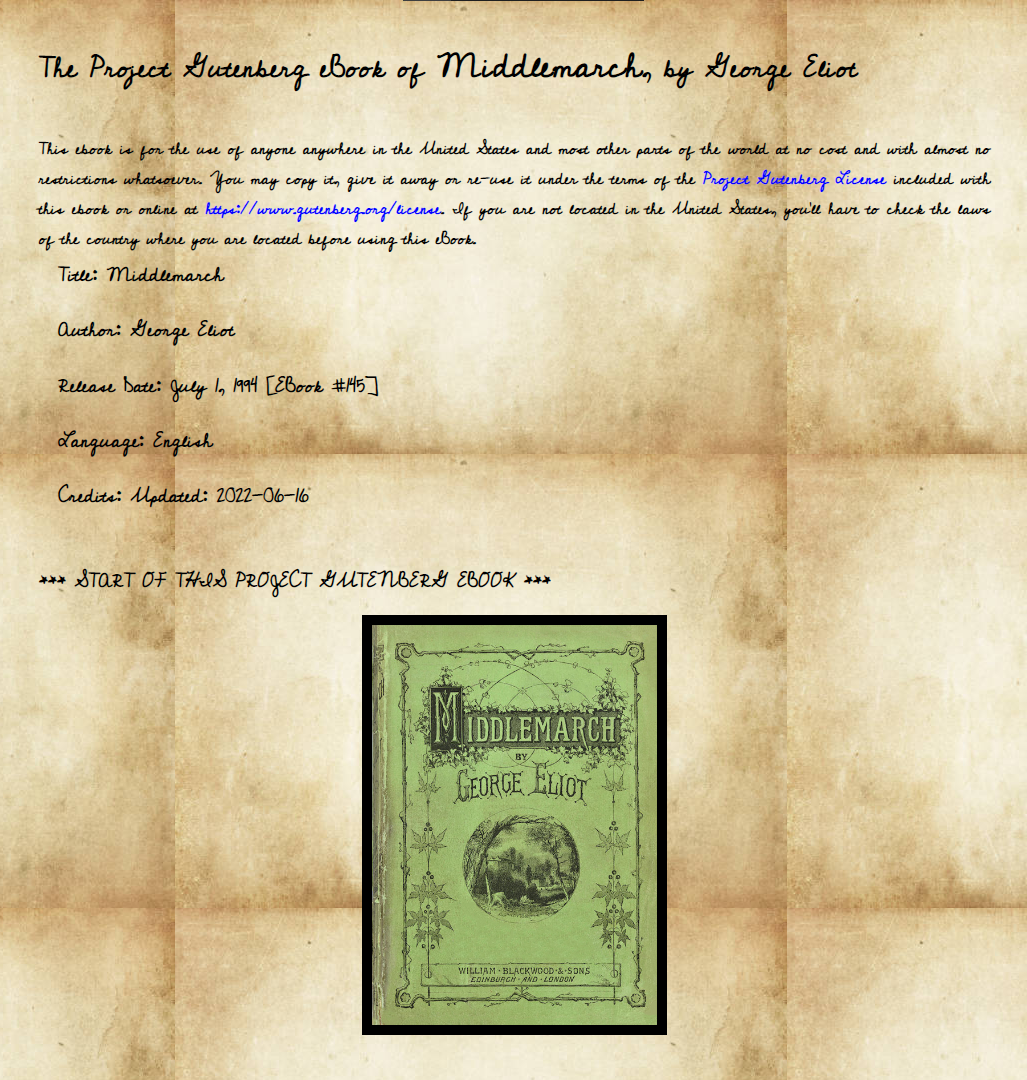 The Project Gutenberg eBook of Middlemarch, by George Eliot
This ebook is for the use of anyone anywhere in the United States and most other parts of the world at no cost and with almost no
restrictions whatsoever. You may copy it, give it away or re-use it under the terms of the Project Gutenberg License included with
this ebook or online at https://www.gutenberg.org/license. If you are not located in the United States, you'll have to check the laws
of the country where you are located before using this eBook.
Title: Middlemarch
Author: George Eliot
Release Date: July 1, 1994 [EBook #145]
Language: English
Credits: Updated: 2022-06-16
*** START OF THIS PROJECT GUTENBERG EBOOK ***
MIDDLEMARCH
BY
GEORGE ELIOT
WILLIAM · BLACKWOOD · & · SONS
EDINBURGH · AND · LONDON